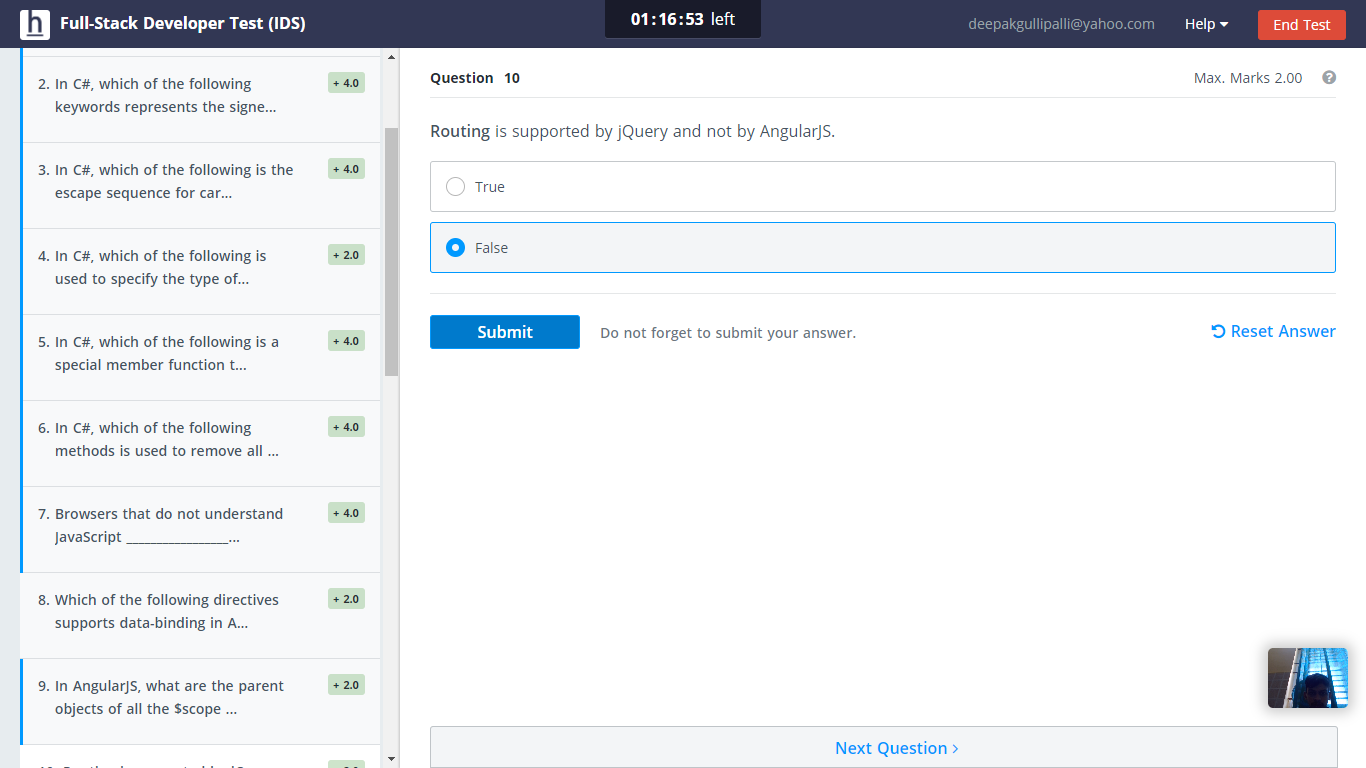 h Full-Stack Developer Test (IDS)
01:16:53 left
deepakgullipalli@yahoo.com
Help
End Test
2. In C#, which of the following
keywords represents the signe...
+ 4.0
3. In C#, which of the following is the
escape sequence for car...
+ 4.0
4. In C#, which of the following is
used to specify the type of...
+ 2.0
5. In C#, which of the following is a
special member function t...
+ 4.0
6. In C#, which of the following
methods is used to remove all ...
+ 4.0
7. Browsers that do not understand
JavaScript _________________...
+ 4.0
8. Which of the following directives
supports data-binding in A...
+ 2.0
9. In AngularJS, what are the parent
objects of all the $scope ...
+ 2.0
Question 10
Max. Marks 2.00
?
Routing is supported by jQuery and not by AngularJS.
True
False
Submit
Do not forget to submit your answer.
Reset Answer
Next Question ›